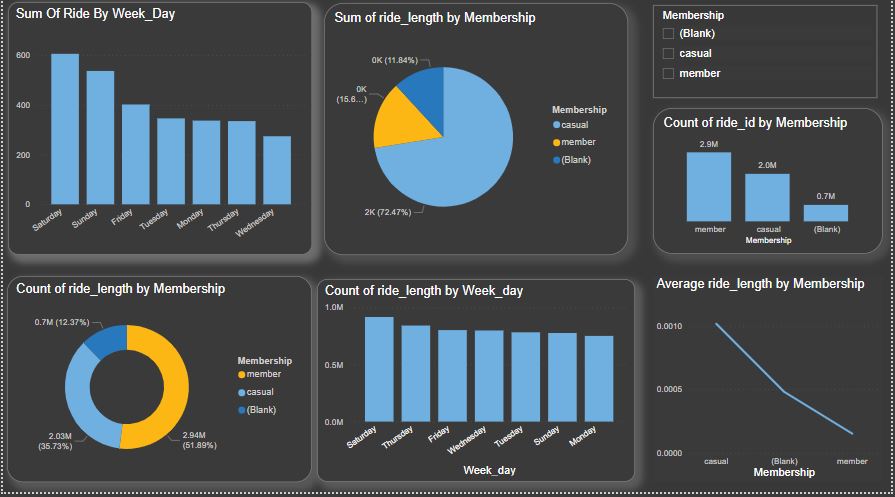 Sum Of Ride By Week_Day
600
400
200
0
Saturday
Sunday
Friday
Tuesday
Monday
Thursday
Wednesday
Sum of ride_length by Membership
0K (11.84%)
0K
(15.6…)
2K (72.47%)
Membership
casual
member
(Blank)
Membership
(Blank)
casual
member
Count of ride_id by Membership
2.9M
2.0M
0.7M
member
casual
(Blank)
Membership
Count of ride_length by Membership
0.7M (12.37%)
2.03M
(35.73%)
2.94M
(51.89%)
Membership
member
casual
(Blank)
Count of ride_length by Week_day
1.0M
0.5M
0.0M
Saturday
Thursday
Friday
Wednesday
Tuesday
Sunday
Monday
Week_day
Average ride_length by Membership
0.0010
0.0005
0.0000
casual
(Blank)
member
Membership